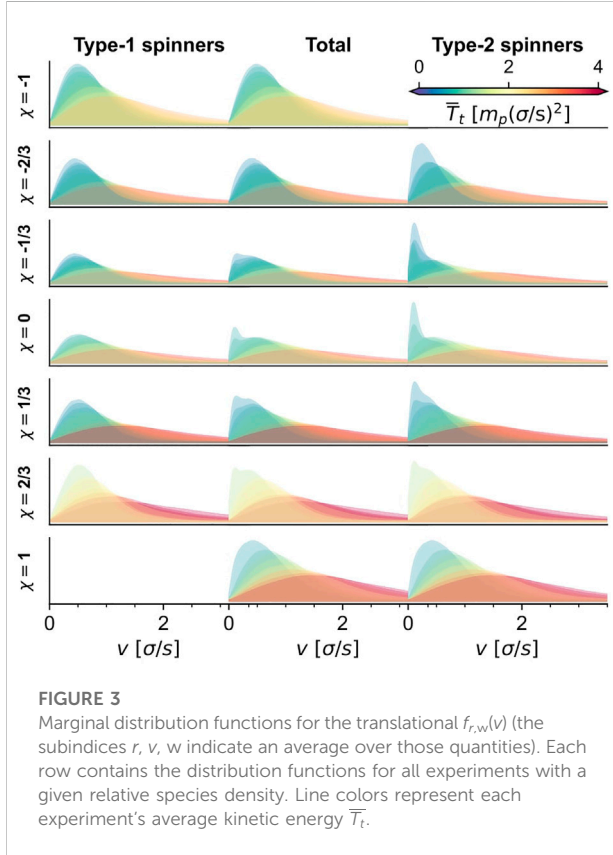 Type-1 spinners Total Type-2 spinners
0 2 4
T̅t [mp(σ/s)²]
χ = -1
χ = -2/3
χ = -1/3
χ = 0
χ = 1/3
χ = 2/3
χ = 1
0 2 0 2 0 2
v [σ/s] v [σ/s] v [σ/s]
FIGURE 3
Marginal distribution functions for the translational fr,w(v) (the
subindices r, v, w indicate an average over those quantities). Each
row contains the distribution functions for all experiments with a
given relative species density. Line colors represent each
experiment's average kinetic energy T̅t.